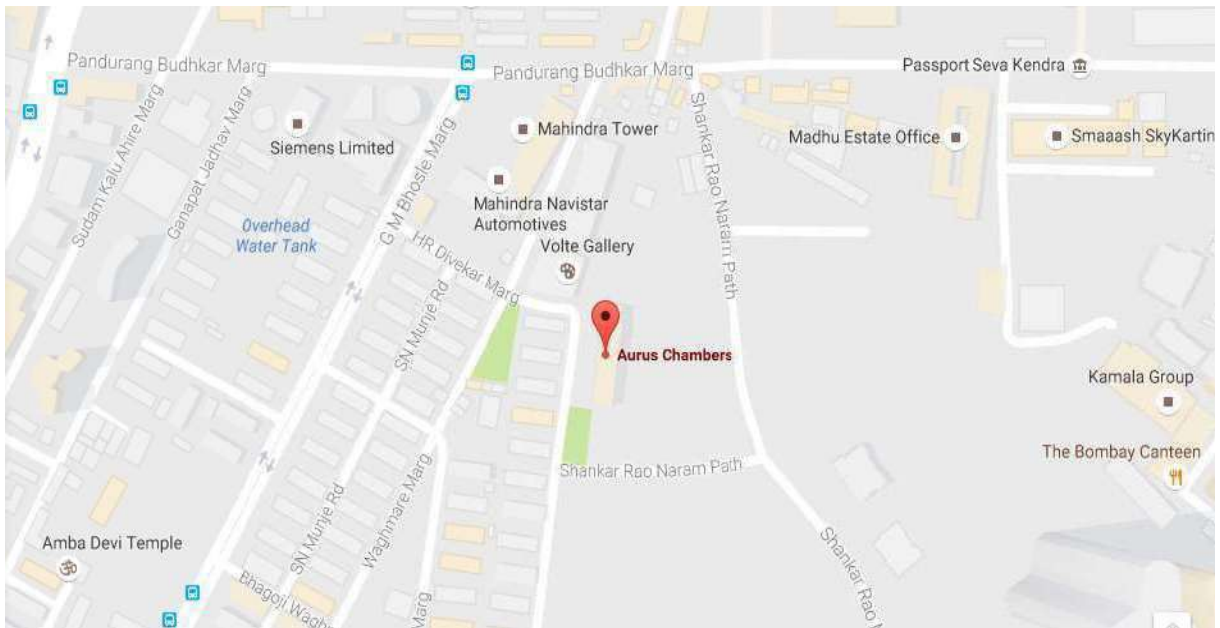 Pandurang Budhkar Marg
Pandurang Budhkar Marg
Passport Seva Kendra
Sudam Kalu Ahire Marg
Ganapat Jadhav Marg
Siemens Limited
G M Bhosle Marg
Mahindra Tower
Shankar Rao Naram Path
Madhu Estate Office
Smaaash SkyKartin
Mahindra Navistar
Automotives
Overhead
Water Tank
HR Divekar Marg
Volte Gallery
SN Munje Rd
Aurus Chambers
Kamala Group
The Bombay Canteen
Waghmare Marg
Shankar Rao Naram Path
SN Munje Rd
Amba Devi Temple
Bhagoji Wagh
Marg
Shankar Rao